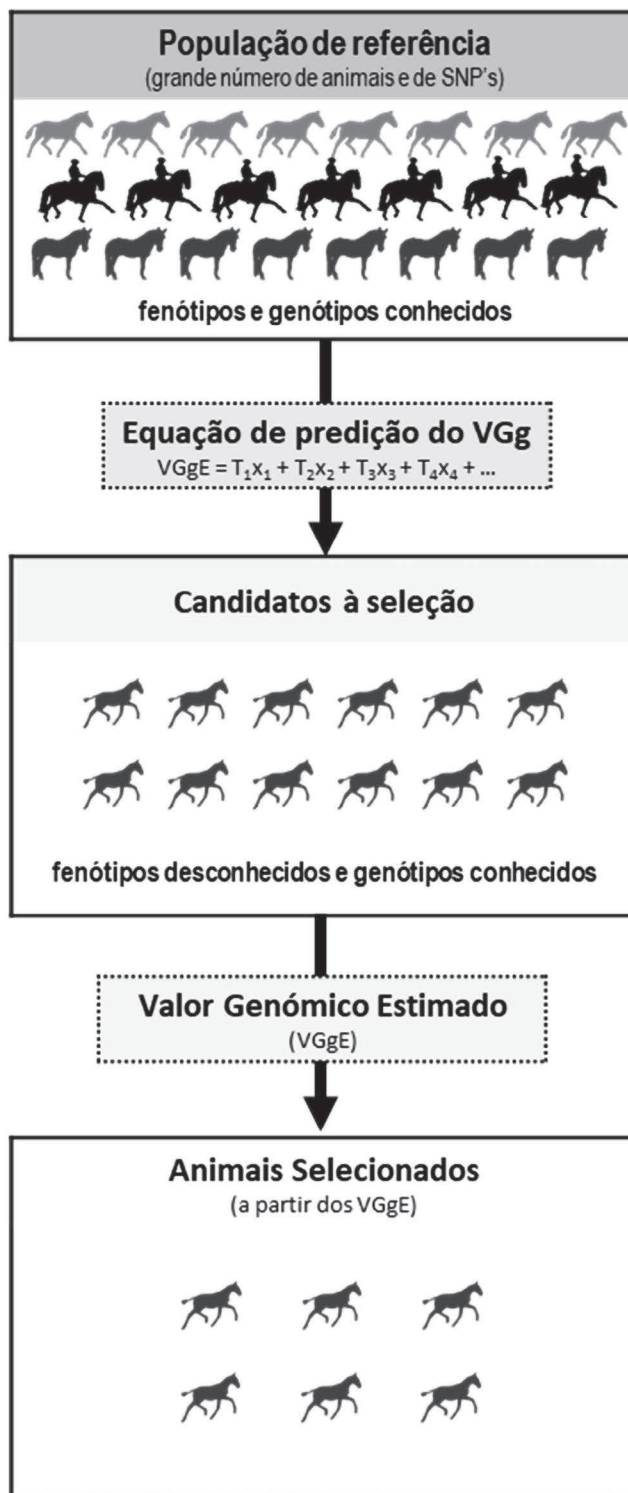 População de referência
(grande número de animais e de SNP's)
fenótipos e genótipos conhecidos
Equação de predição do VGg
VGgE = T₁x₁ + T₂x₂ + T₃x₃ + T₄x₄ + ...
Candidatos à seleção
fenótipos desconhecidos e genótipos conhecidos
Valor Genómico Estimado
(VGgE)
Animais Selecionados
(a partir dos VGgE)